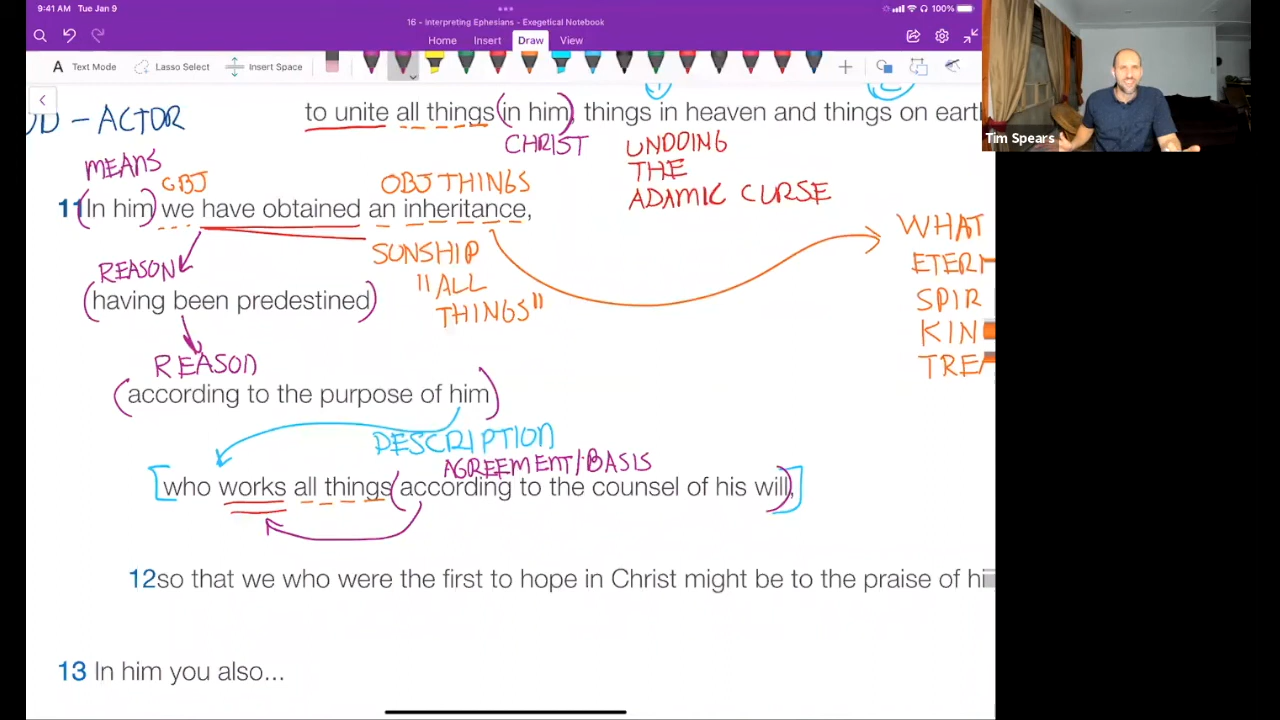 9:41 AM Tue Jan 9
100%
16 - Interpreting Ephesians - Exegetical Notebook
Home Insert Draw View
A Text Mode Lasso Select Insert Space
- ACTOR
to unite all things (in him) things in heaven and things on earth
CHRIST
UNDOING
THE
ADAMIC CURSE
Tim Spears
MEANS
OBJ
OBJ THINGS
11 (In him) we have obtained an inheritance,
SUNSHIP
"ALL
THINGS"
WHAT
ETERN
SPIR
KIN
TREA
REASON
(having been predestined)
REASON
(according to the purpose of him)
DESCRIPTION
AGREEMENT/BASIS
[who works all things (according to the counsel of his will,)]
12so that we who were the first to hope in Christ might be to the praise of hi
13 In him you also...